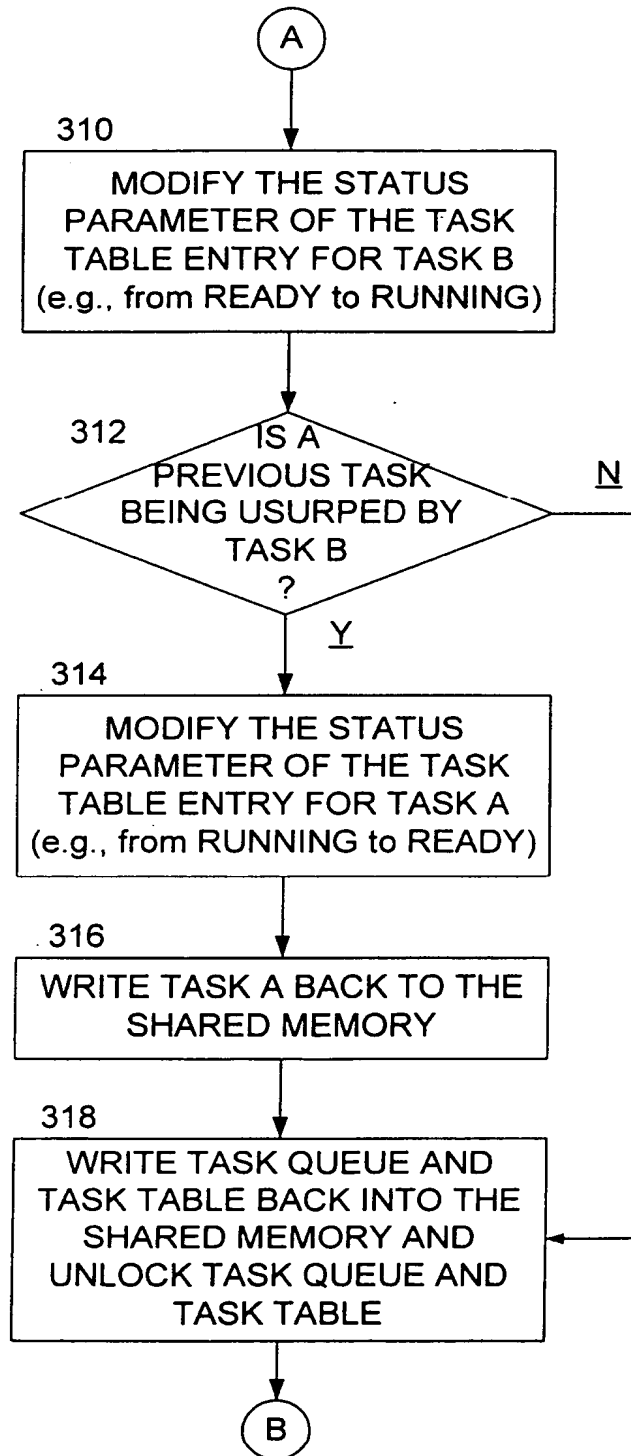 A
310
MODIFY THE STATUS
PARAMETER OF THE TASK
TABLE ENTRY FOR TASK B
(e.g., from READY to RUNNING)
312
IS A
PREVIOUS TASK
BEING USURPED BY
TASK B
?
N
Y
314
MODIFY THE STATUS
PARAMETER OF THE TASK
TABLE ENTRY FOR TASK A
(e.g., from RUNNING to READY)
316
WRITE TASK A BACK TO THE
SHARED MEMORY
318
WRITE TASK QUEUE AND
TASK TABLE BACK INTO THE
SHARED MEMORY AND
UNLOCK TASK QUEUE AND
TASK TABLE
B